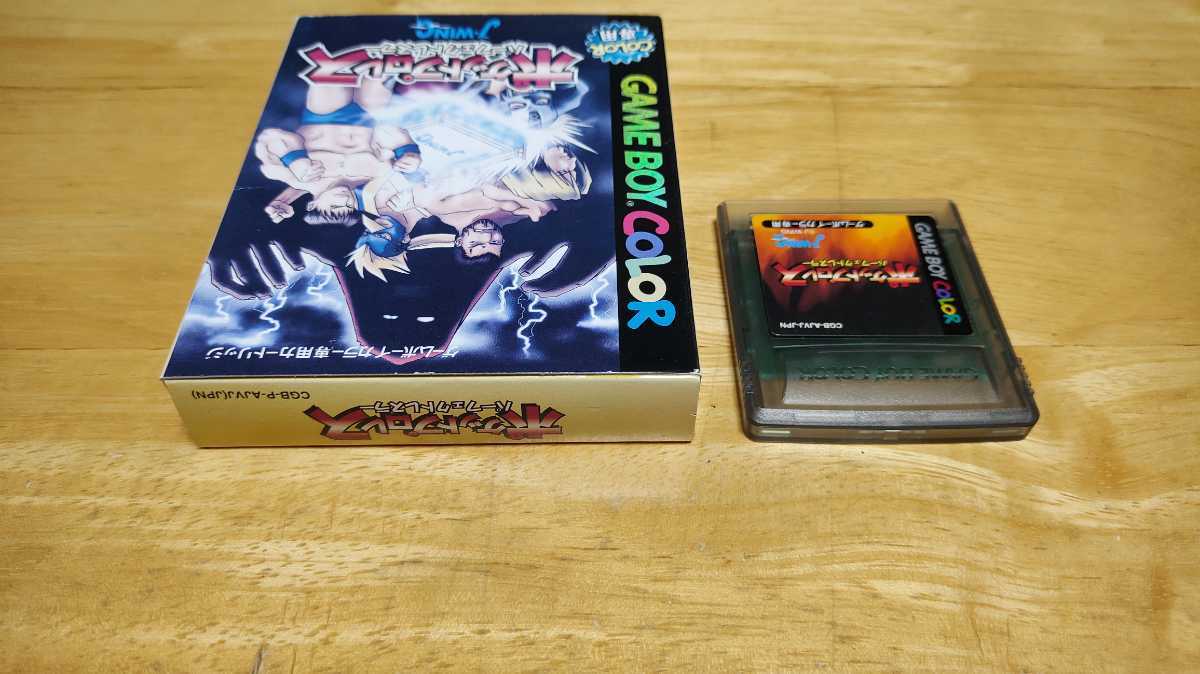 GAME BOY COLOR
COLOR
専用
J-WING
ポケットプロレス
パーフェクトレスラー
J-WING
ゲームボーイカラー専用カートリッジ
ポケットプロレス
パーフェクトレスラー
CGB-P-AJVJ(JPN)
GAME BOY COLOR
ゲームボーイカラー専用
J-WING
©J-WING
ポケットプロレス
パーフェクトレスラー
CGB-AJVJ-JPN
GAME BOY COLOR